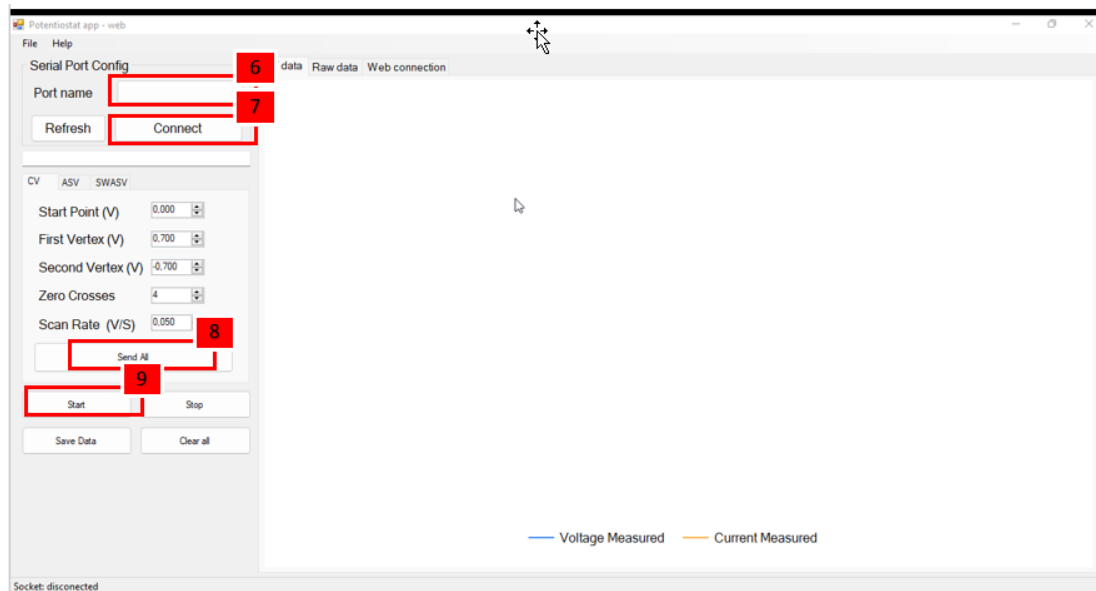 Potentiostat app - web
File Help
Serial Port Config
6
data Raw data Web connection
Port name
7
Refresh Connect
CV ASV SWASV
Start Point (V) 0,000
First Vertex (V) 0,700
Second Vertex (V) -0,700
Zero Crosses 4
Scan Rate (V/S) 0,050
8
Send All
9
Start Stop
Save Data Clear all
Voltage Measured Current Measured
Socket: disconected